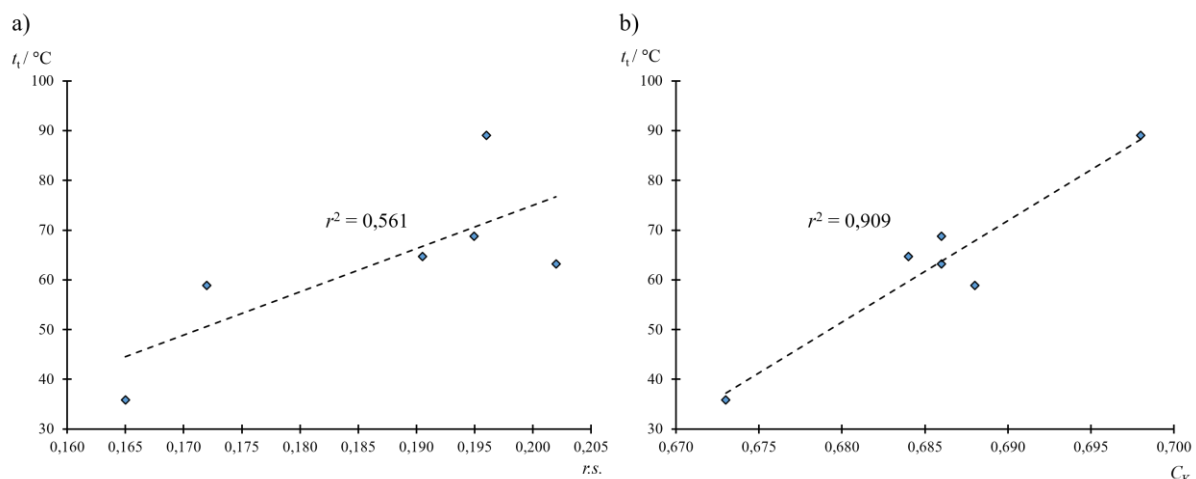 a)
t_t / °C
100
90
80
70
60
50
40
30
r² = 0,561
0,160 0,165 0,170 0,175 0,180 0,185 0,190 0,195 0,200 0,205
r.s.
b)
t_t / °C
100
90
80
70
60
50
40
30
r² = 0,909
0,670 0,675 0,680 0,685 0,690 0,695 0,700
C_K